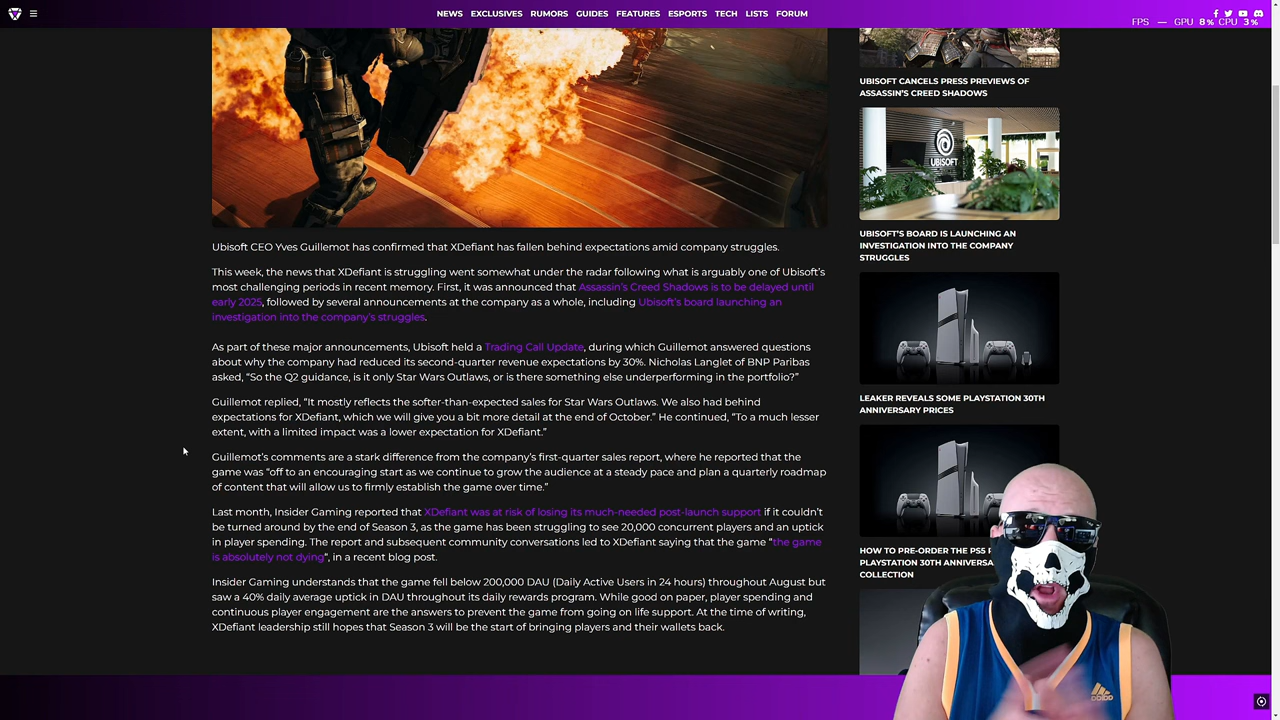 NEWS EXCLUSIVES RUMORS GUIDES FEATURES ESPORTS TECH LISTS FORUM
FPS — GPU 8% CPU 3%
Ubisoft CEO Yves Guillemot has confirmed that XDefiant has fallen behind expectations amid company struggles.
This week, the news that XDefiant is struggling went somewhat under the radar following what is arguably one of Ubisoft's
most challenging periods in recent memory. First, it was announced that Assassin's Creed Shadows is to be delayed until
early 2025, followed by several announcements at the company as a whole, including Ubisoft's board launching an
investigation into the company's struggles.
As part of these major announcements, Ubisoft held a Trading Call Update, during which Guillemot answered questions
about why the company had reduced its second-quarter revenue expectations by 30%. Nicholas Langlet of BNP Paribas
asked, “So the Q2 guidance, is it only Star Wars Outlaws, or is there something else underperforming in the portfolio?”
Guillemot replied, “It mostly reflects the softer-than-expected sales for Star Wars Outlaws. We also had behind
expectations for XDefiant, which we will give you a bit more detail at the end of October.” He continued, “To a much lesser
extent, with a limited impact was a lower expectation for XDefiant.”
Guillemot's comments are a stark difference from the company's first-quarter sales report, where he reported that the
game was “off to an encouraging start as we continue to grow the audience at a steady pace and plan a quarterly roadmap
of content that will allow us to firmly establish the game over time.”
Last month, Insider Gaming reported that XDefiant was at risk of losing its much-needed post-launch support if it couldn't
be turned around by the end of Season 3, as the game has been struggling to see 20,000 concurrent players and an uptick
in player spending. The report and subsequent community conversations led to XDefiant saying that the game “the game
is absolutely not dying”, in a recent blog post.
Insider Gaming understands that the game fell below 200,000 DAU (Daily Active Users in 24 hours) throughout August but
saw a 40% daily average uptick in DAU throughout its daily rewards program. While good on paper, player spending and
continuous player engagement are the answers to prevent the game from going on life support. At the time of writing,
XDefiant leadership still hopes that Season 3 will be the start of bringing players and their wallets back.
UBISOFT CANCELS PRESS PREVIEWS OF
ASSASSIN'S CREED SHADOWS
UBISOFT
UBISOFT'S BOARD IS LAUNCHING AN
INVESTIGATION INTO THE COMPANY
STRUGGLES
LEAKER REVEALS SOME PLAYSTATION 30TH
ANNIVERSARY PRICES
HOW TO PRE-ORDER THE PS5
PLAYSTATION 30TH
COLLECTION
adidas